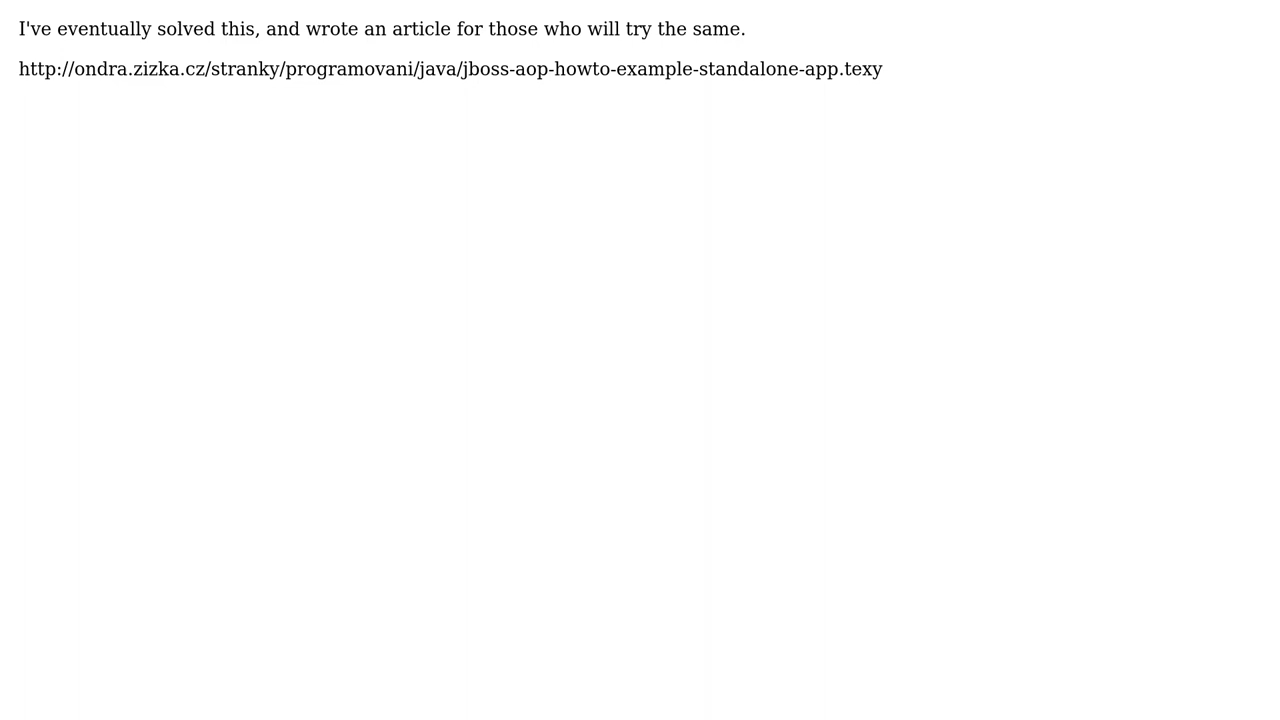 I've eventually solved this, and wrote an article for those who will try the same.
http://ondra.zizka.cz/stranky/programovani/java/jboss-aop-howto-example-standalone-app.texy